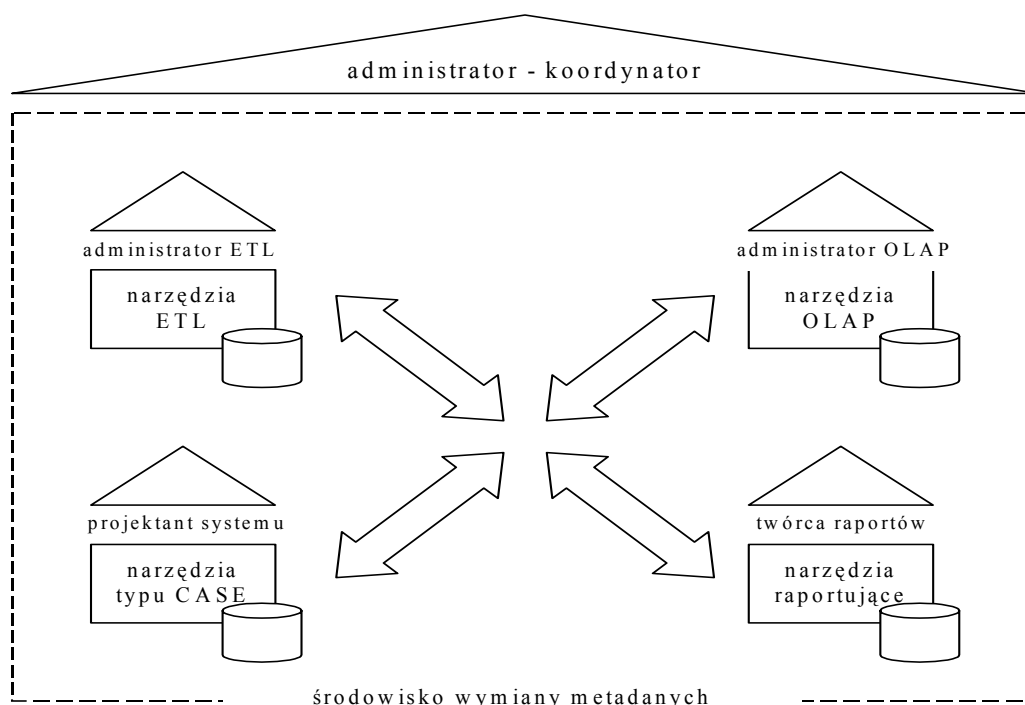 administrator - koordynator
administrator ETL
narzędzia
ETL
administrator OLAP
narzędzia
OLAP
projektant systemu
narzędzia
typu CASE
twórca raportów
narzędzia
raportujące
środowisko wymiany metadanych